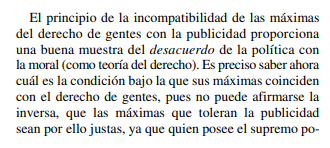 El principio de la incompatibilidad de las máximas
del derecho de gentes con la publicidad proporciona
una buena muestra del desacuerdo de la política con
la moral (como teoría del derecho). Es preciso saber ahora
cuál es la condición bajo la que sus máximas coinciden
con el derecho de gentes, pues no puede afirmarse la
inversa, que las máximas que toleran la publicidad
sean por ello justas, ya que quien posee el supremo po-